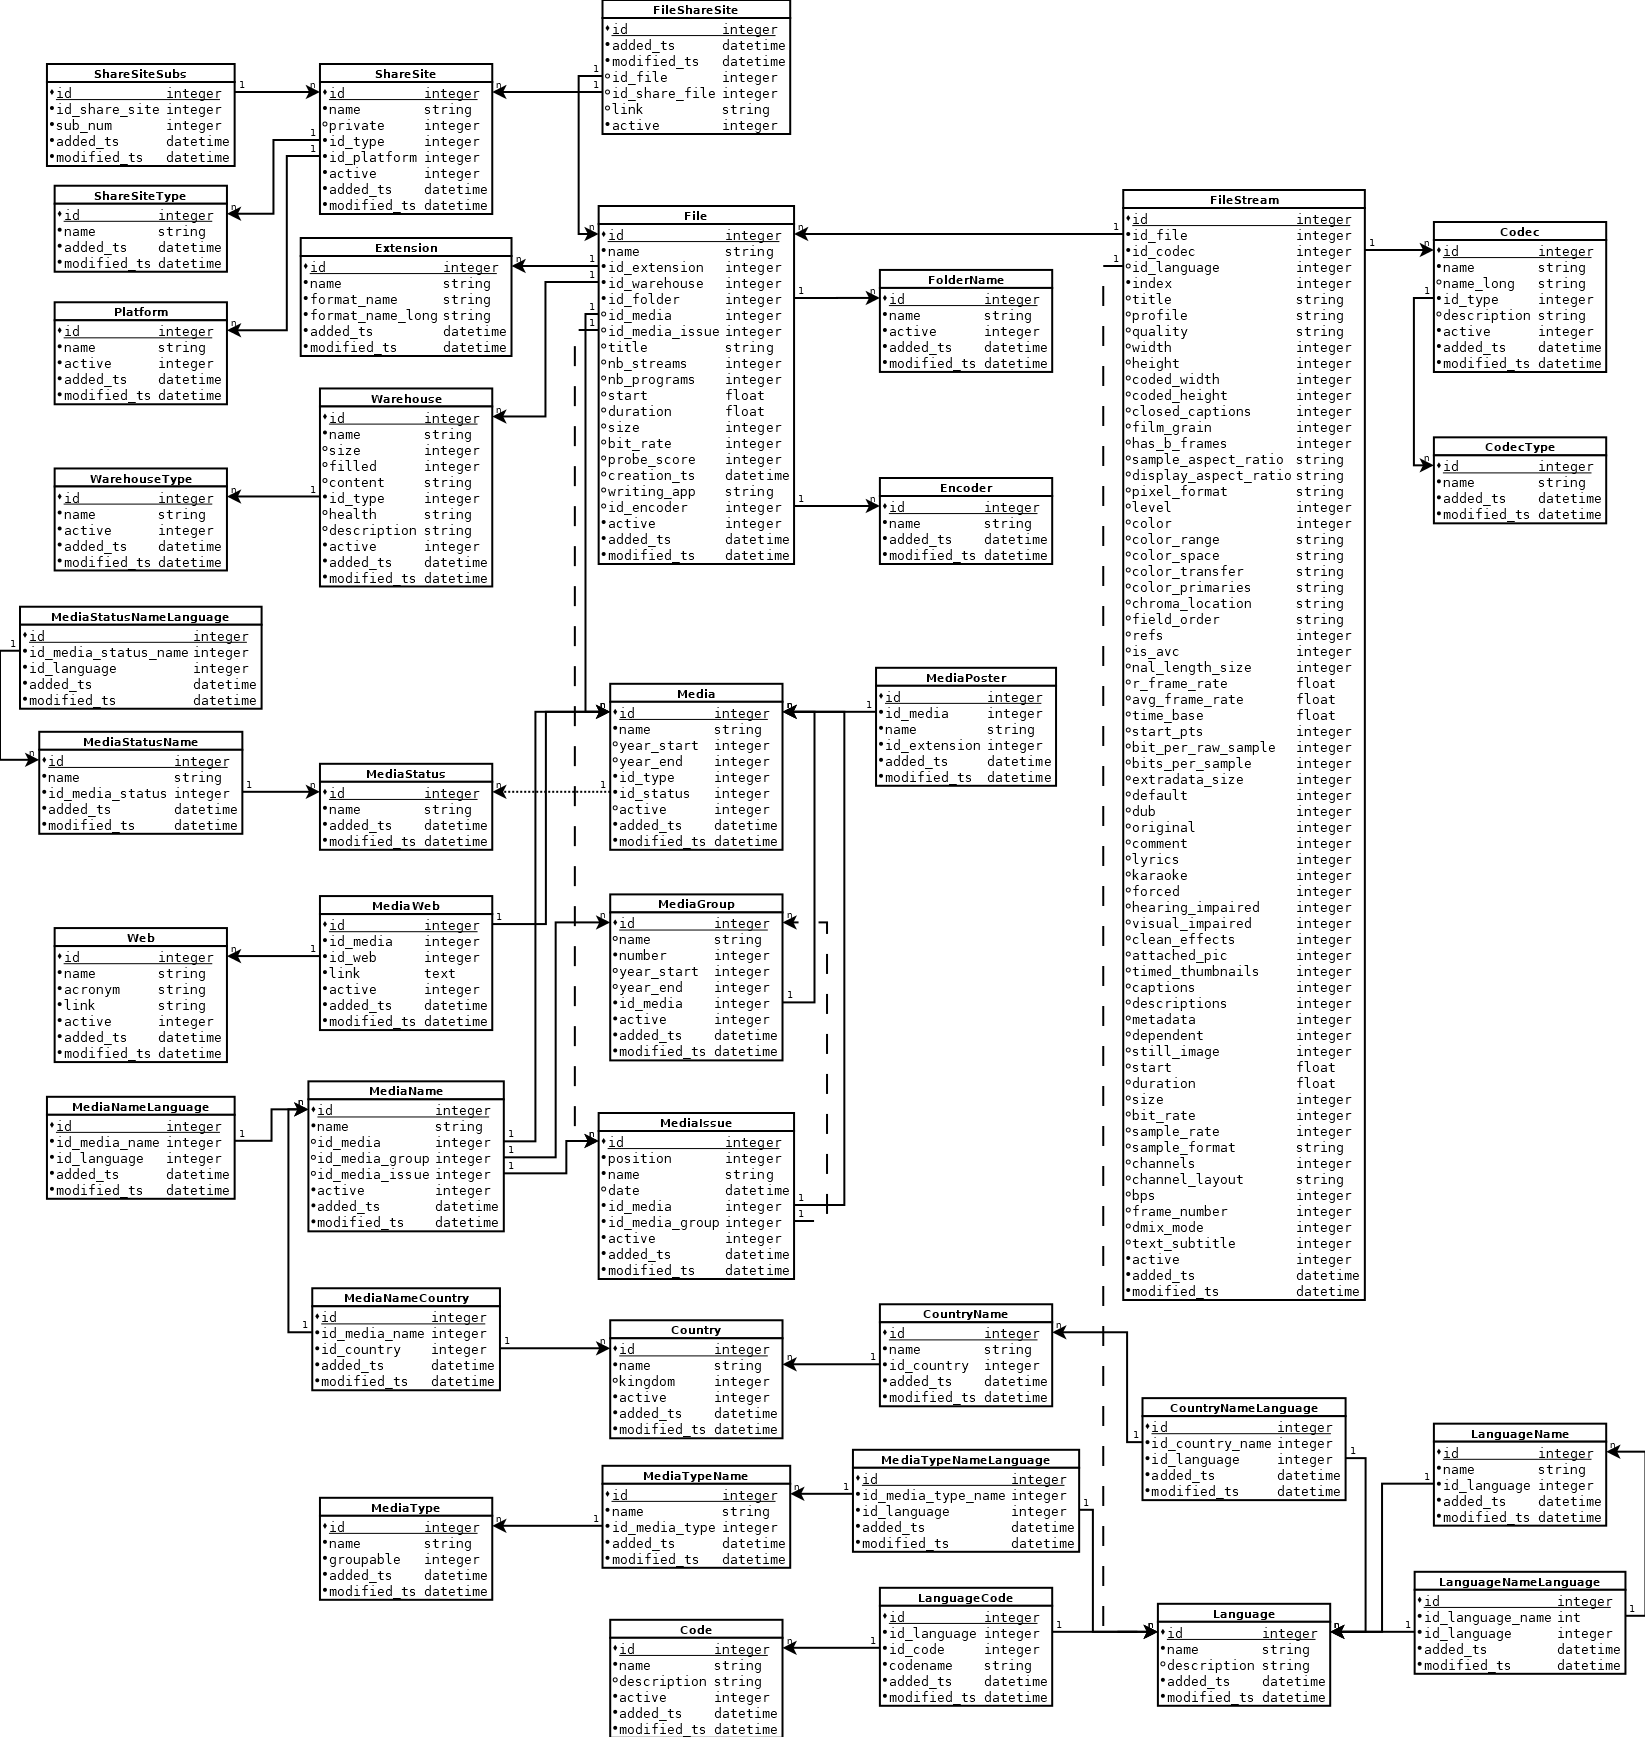 FileShareSite
id integer
added_ts datetime
modified_ts datetime
id_file integer
id_share_file integer
link string
active integer
ShareSiteSubs
id integer
id_share_site integer
sub_num integer
added_ts datetime
modified_ts datetime
ShareSite
id integer
name string
private integer
id_type integer
id_platform integer
active integer
added_ts datetime
modified_ts datetime
ShareSiteType
id integer
name string
added_ts datetime
modified_ts datetime
Extension
id integer
name string
format_name string
format_name_long string
added_ts datetime
modified_ts datetime
Platform
id integer
name string
active integer
added_ts datetime
modified_ts datetime
File
id integer
name string
id_extension integer
id_warehouse integer
id_folder integer
id_media integer
id_media_issue integer
title string
nb_streams integer
nb_programs integer
start float
duration float
size integer
bit_rate integer
probe_score integer
creation_ts datetime
writing_app string
id_encoder integer
active integer
added_ts datetime
modified_ts datetime
FolderName
id integer
name string
active integer
added_ts datetime
modified_ts datetime
Encoder
id integer
name string
added_ts datetime
modified_ts datetime
FileStream
id integer
id_file integer
id_codec integer
id_language integer
index integer
title string
profile string
quality string
width integer
height integer
coded_width integer
coded_height integer
closed_captions integer
film_grain integer
has_b_frames integer
sample_aspect_ratio string
display_aspect_ratio string
pixel_format string
level integer
color integer
color_range string
color_space string
color_transfer string
color_primaries string
chroma_location string
field_order string
refs integer
is_avc integer
nal_length_size integer
r_frame_rate float
avg_frame_rate float
time_base float
start_pts integer
bit_per_raw_sample integer
bits_per_sample integer
extradata_size integer
default integer
dub integer
original integer
comment integer
lyrics integer
karaoke integer
forced integer
hearing_impaired integer
visual_impaired integer
clean_effects integer
attached_pic integer
timed_thumbnails integer
captions integer
descriptions integer
metadata integer
dependent integer
still_image integer
start float
duration float
size integer
bit_rate integer
sample_rate integer
sample_format string
channels integer
channel_layout string
bps integer
frame_number integer
dmix_mode integer
text_subtitle integer
active integer
added_ts datetime
modified_ts datetime
Codec
id integer
name string
name_long string
id_type integer
description string
active integer
added_ts datetime
modified_ts datetime
CodecType
id integer
name string
added_ts datetime
modified_ts datetime
Warehouse
id integer
name string
size integer
filled integer
content string
id_type integer
health string
description string
active integer
added_ts datetime
modified_ts datetime
WarehouseType
id integer
name string
active integer
added_ts datetime
modified_ts datetime
MediaStatusNameLanguage
id integer
id_media_status_name integer
id_language integer
added_ts datetime
modified_ts datetime
MediaStatusName
id integer
name string
id_media_status integer
added_ts datetime
modified_ts datetime
MediaStatus
id integer
name string
added_ts datetime
modified_ts datetime
Media
id integer
name string
year_start integer
year_end integer
id_type integer
id_status integer
active integer
added_ts datetime
modified_ts datetime
MediaPoster
id integer
id_media integer
name string
id_extension integer
added_ts datetime
modified_ts datetime
MediaWeb
id integer
id_media integer
id_web integer
link text
active integer
added_ts datetime
modified_ts datetime
Web
id integer
name string
acronym string
link string
active integer
added_ts datetime
modified_ts datetime
MediaGroup
id integer
name string
number integer
year_start integer
year_end integer
id_media integer
active integer
added_ts datetime
modified_ts datetime
MediaNameLanguage
id integer
id_media_name integer
id_language integer
added_ts datetime
modified_ts datetime
MediaName
id integer
name string
id_media integer
id_media_group integer
id_media_issue integer
active integer
added_ts datetime
modified_ts datetime
MediaIssue
id integer
position integer
name string
date datetime
id_media integer
id_media_group integer
active integer
added_ts datetime
modified_ts datetime
MediaNameCountry
id integer
id_media_name integer
id_country integer
added_ts datetime
modified_ts datetime
Country
id integer
name string
kingdom integer
active integer
added_ts datetime
modified_ts datetime
CountryName
id integer
name string
id_country integer
added_ts datetime
modified_ts datetime
CountryNameLanguage
id integer
id_country_name integer
id_language integer
added_ts datetime
modified_ts datetime
LanguageName
id integer
name string
id_language integer
added_ts datetime
modified_ts datetime
MediaType
id integer
name string
groupable integer
added_ts datetime
modified_ts datetime
MediaTypeName
id integer
name string
id_media_type integer
added_ts datetime
modified_ts datetime
MediaTypeNameLanguage
id integer
id_media_type_name integer
id_language integer
added_ts datetime
modified_ts datetime
Code
id integer
name string
description string
active integer
added_ts datetime
modified_ts datetime
LanguageCode
id integer
id_language integer
id_code integer
codename string
added_ts datetime
modified_ts datetime
Language
id integer
name string
description string
added_ts datetime
modified_ts datetime
LanguageNameLanguage
id integer
id_language_name int
id_language integer
added_ts datetime
modified_ts datetime